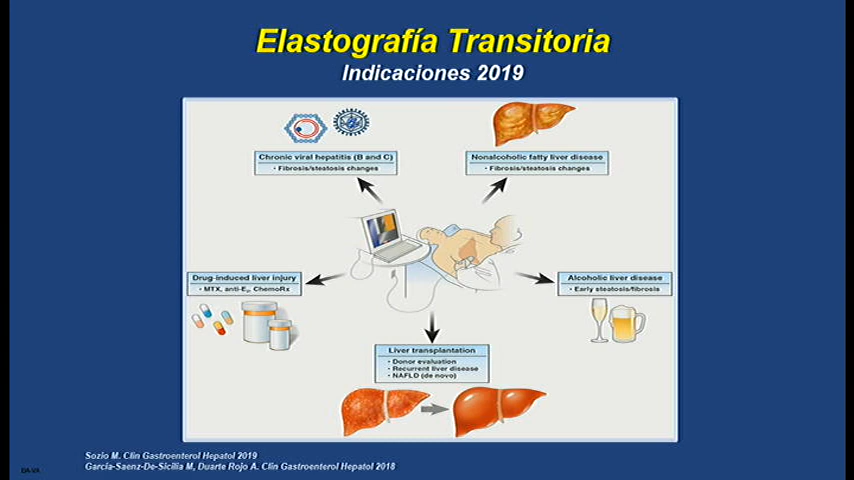 Elastografía Transitoria
Indicaciones 2019
Chronic viral hepatitis (B and C)
• Fibrosis/steatosis changes
Nonalcoholic fatty liver disease
• Fibrosis/steatosis changes
Drug-induced liver injury
• MTX, anti-E₂, ChemoRx
Alcoholic liver disease
• Early steatosis/fibrosis
Liver transplantation
• Donor evaluation
• Recurrent liver disease
• NAFLD (de novo)
Sozio M. Clin Gastroenterol Hepatol 2019
García-Saenz-De-Sicilia M, Duarte Rojo A. Clin Gastroenterol Hepatol 2018